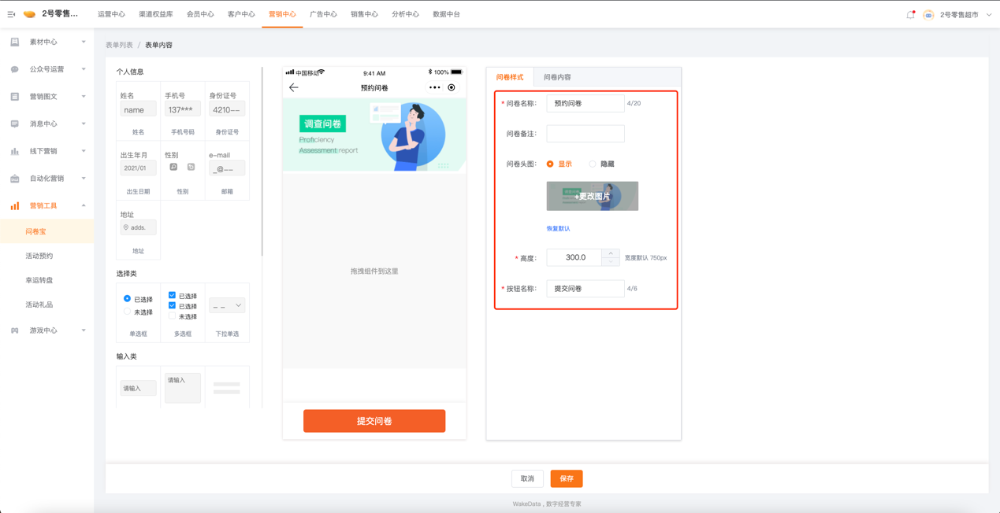 2号零售...
运营中心 渠道权益库 会员中心 客户中心 营销中心 广告中心 销售中心 分析中心 数据中台
2号零售超市
素材中心
公众号运营
营销图文
消息中心
线下营销
自动化营销
营销工具
问卷宝
活动预约
幸运转盘
活动礼品
游戏中心
表单列表 / 表单内容
个人信息
姓名 手机号 身份证号
name 137*** 4210——
姓名 手机号码 身份证号
出生年月 性别 e-mail
2021/01 _@——
出生日期 性别 邮箱
地址
adds.
地址
选择类
已选择
未选择
单选框
已选择
已选择
未选择
多选框
_ _
下拉单选
输入类
请输入
请输入
中国移动 9:41 AM 100%
预约问卷
调查问卷
Proficiency
Assessment report
拖拽组件到这里
提交问卷
问卷样式 问卷内容
* 问卷名称: 预约问卷 4/20
问卷备注:
问卷头图: 显示 隐藏
+更改图片
恢复默认
* 高度: 300.0 宽度默认 750px
* 按钮名称: 提交问卷 4/6
取消 保存
WakeData , 数字经营专家